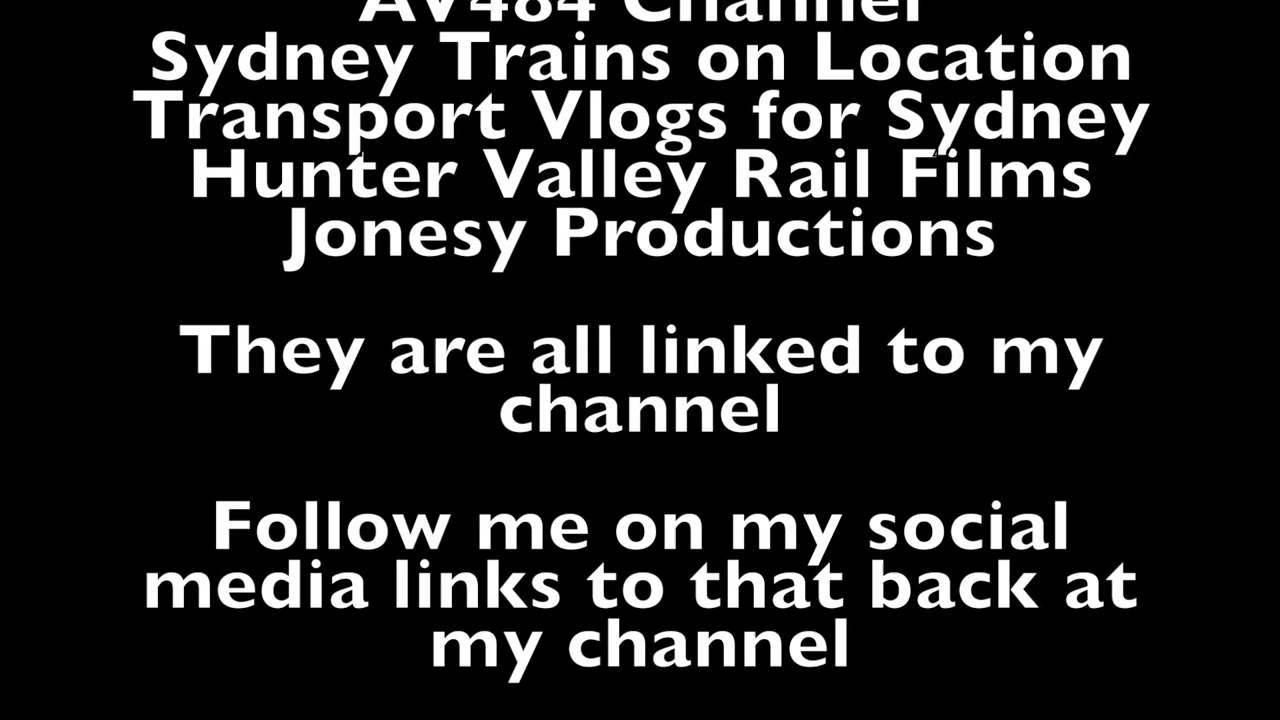 AV484 Channel
Sydney Trains on Location
Transport Vlogs for Sydney
Hunter Valley Rail Films
Jonesy Productions
They are all linked to my
channel
Follow me on my social
media links to that back at
my channel